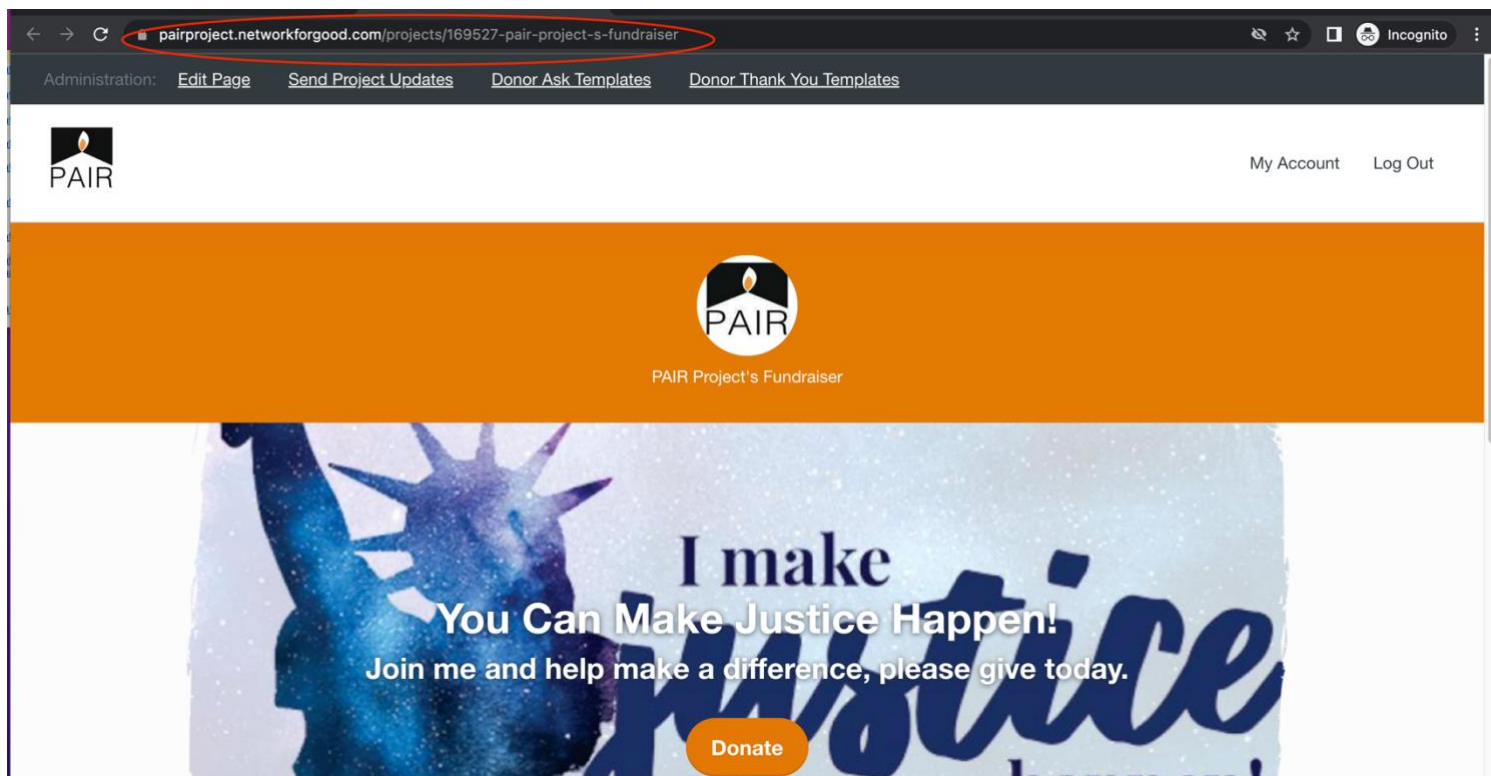 pairproject.networkforgood.com/projects/169527-pair-project-s-fundraiser Incognito
Administration: Edit Page Send Project Updates Donor Ask Templates Donor Thank You Templates
PAIR
My Account Log Out
PAIR
PAIR Project's Fundraiser
I make
You Can Make Justice Happen!
justice
Join me and help make a difference, please give today.
Donate